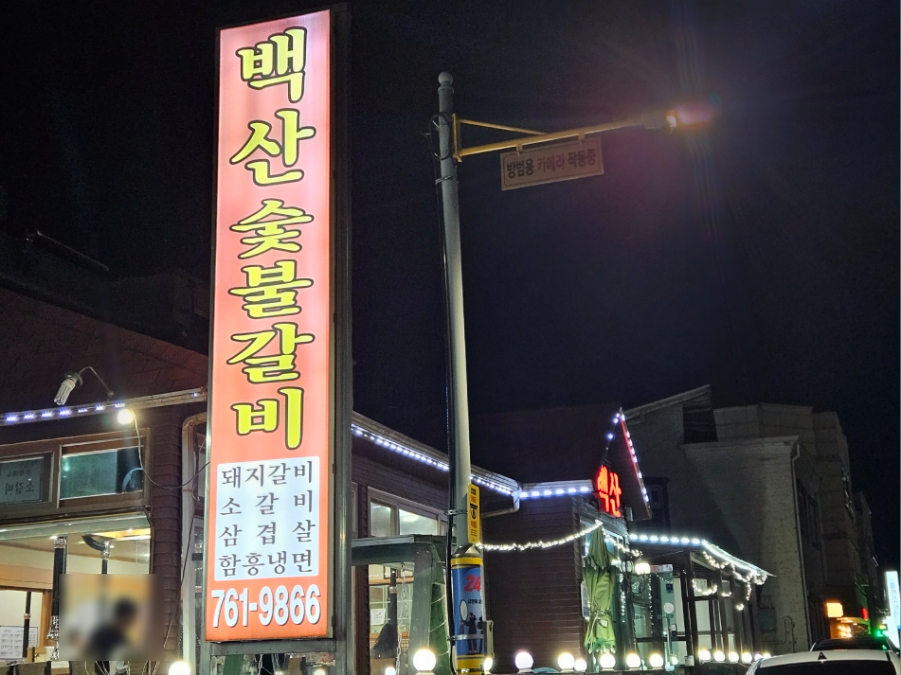 백산숯불갈비
돼지갈비
소갈비
삼겹살
함흥냉면
761-9866
방범용 카메라 작동중
백산
24